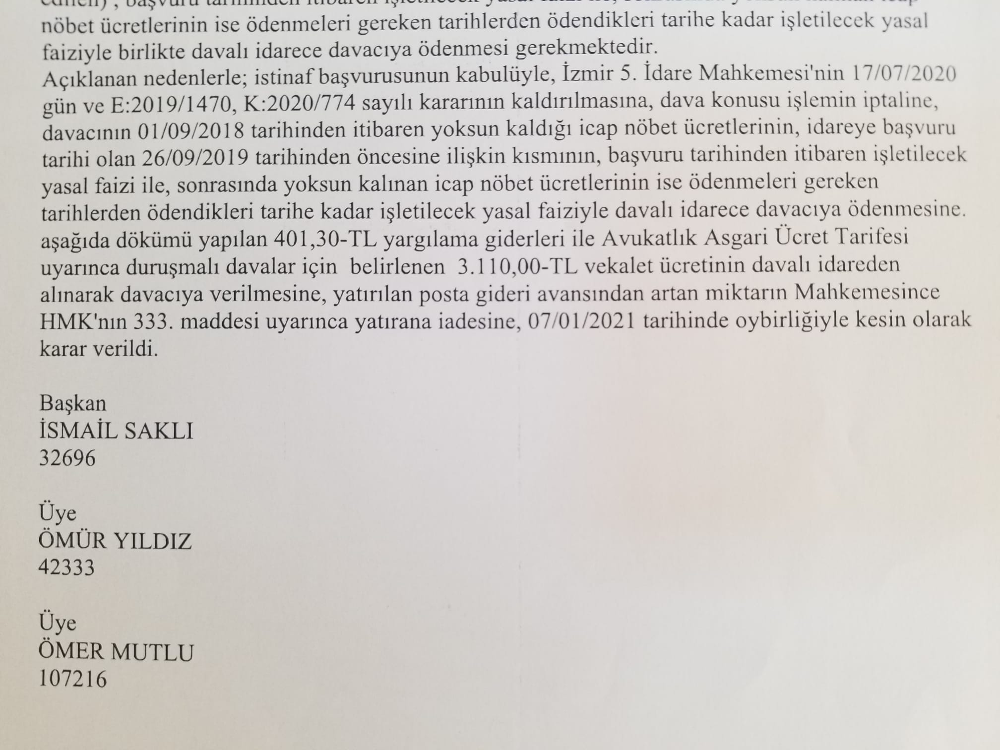 başvuru tarihinden itibaren işletilecek yasal faizi ile, sonrasında yoksun kalınan icap
nöbet ücretlerinin ise ödenmeleri gereken tarihlerden ödendikleri tarihe kadar işletilecek yasal
faiziyle birlikte davalı idarece davacıya ödenmesi gerekmektedir.
Açıklanan nedenlerle; istinaf başvurusunun kabulüyle, İzmir 5. İdare Mahkemesi'nin 17/07/2020
gün ve E:2019/1470, K:2020/774 sayılı kararının kaldırılmasına, dava konusu işlemin iptaline,
davacının 01/09/2018 tarihinden itibaren yoksun kaldığı icap nöbet ücretlerinin, idareye başvuru
tarihi olan 26/09/2019 tarihinden öncesine ilişkin kısmının, başvuru tarihinden itibaren işletilecek
yasal faizi ile, sonrasında yoksun kalınan icap nöbet ücretlerinin ise ödenmeleri gereken
tarihlerden ödendikleri tarihe kadar işletilecek yasal faiziyle davalı idarece davacıya ödenmesine.
aşağıda dökümü yapılan 401,30-TL yargılama giderleri ile Avukatlık Asgari Ücret Tarifesi
uyarınca duruşmalı davalar için belirlenen 3.110,00-TL vekalet ücretinin davalı idareden
alınarak davacıya verilmesine, yatırılan posta gideri avansından artan miktarın Mahkemesince
HMK'nın 333. maddesi uyarınca yatırana iadesine, 07/01/2021 tarihinde oybirliğiyle kesin olarak
karar verildi.
Başkan
İSMAİL SAKLI
32696
Üye
ÖMÜR YILDIZ
42333
Üye
ÖMER MUTLU
107216